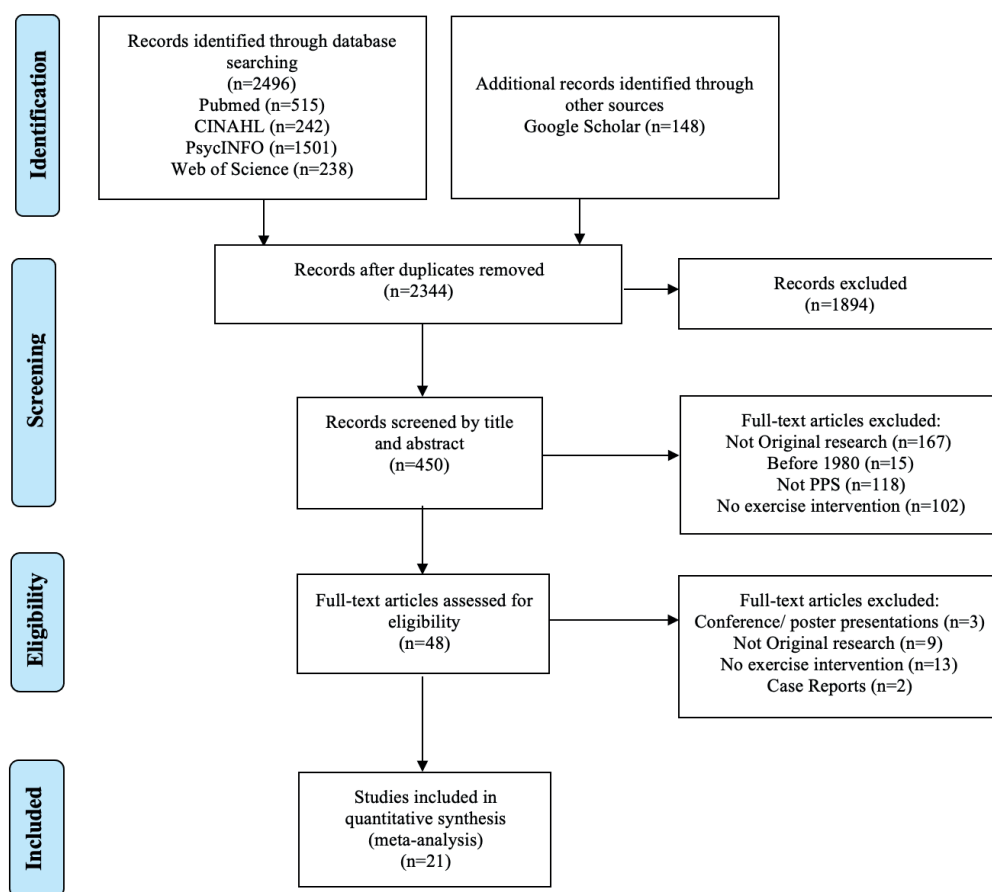 Identification
Records identified through database
searching
(n=2496)
Pubmed (n=515)
CINAHL (n=242)
PsycINFO (n=1501)
Web of Science (n=238)
Additional records identified through
other sources
Google Scholar (n=148)
Screening
Records after duplicates removed
(n=2344)
Records excluded
(n=1894)
Records screened by title
and abstract
(n=450)
Full-text articles excluded:
Not Original research (n=167)
Before 1980 (n=15)
Not PPS (n=118)
No exercise intervention (n=102)
Eligibility
Full-text articles assessed for
eligibility
(n=48)
Full-text articles excluded:
Conference/ poster presentations (n=3)
Not Original research (n=9)
No exercise intervention (n=13)
Case Reports (n=2)
Included
Studies included in
quantitative synthesis
(meta-analysis)
(n=21)